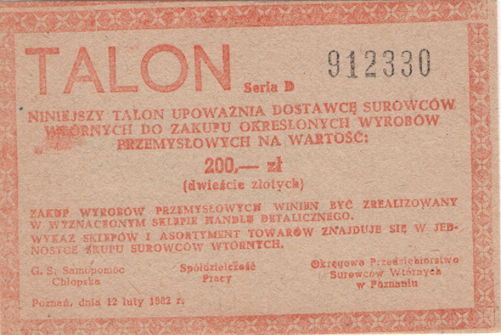 TALON
Seria D
912330
NINIEJSZY TALON UPOWAŻNIA DOSTAWCĘ SUROWCÓW
WTÓRNYCH DO ZAKUPU OKREŚLONYCH WYROBÓW
PRZEMYSŁOWYCH NA WARTOŚĆ:
200,— zł
(dwieście złotych)
ZAKUP WYROBÓW PRZEMYSŁOWYCH WINIEN BYĆ ZREALIZOWANY
W WYZNACZONYM SKLEPIE HANDLU DETALICZNEGO.
WYKAZ SKLEPÓW I ASORTYMENT TOWARÓW ZNAJDUJE SIĘ W JED-
NOSTCE SKUPU SUROWCÓW WTÓRNYCH.
G. S. Samopomoc
Chłopska
Spółdzielczość
Pracy
Okręgowe Przedsiębiorstwo
Surowców Wtórnych
w Poznaniu
Poznań, dnia 12 luty 1982 r.